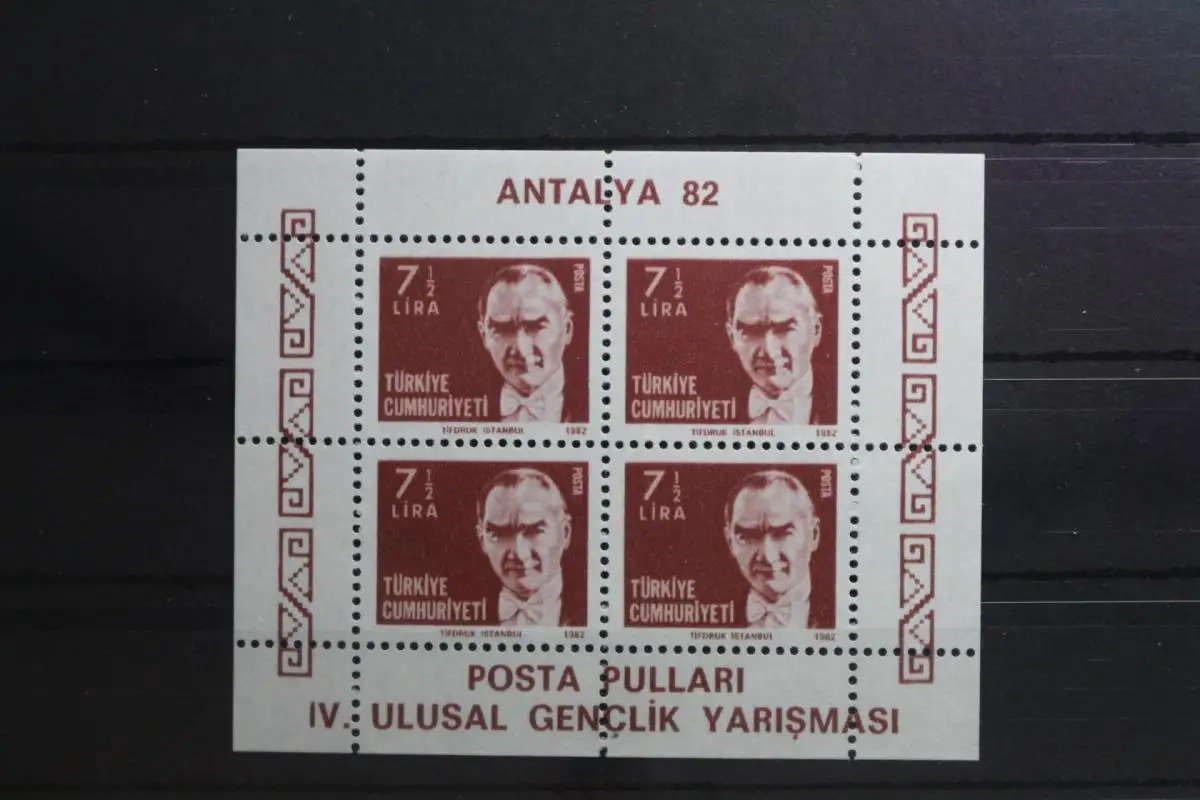 ANTALYA 82
7 1/2 LİRA
POSTA
TÜRKİYE
CUMHURİYETİ
TİFDRUK İSTANBUL 1982
7 1/2 LİRA
POSTA
TÜRKİYE
CUMHURİYETİ
TİFDRUK İSTANBUL 1982
7 1/2 LİRA
POSTA
TÜRKİYE
CUMHURİYETİ
TİFDRUK İSTANBUL 1982
7 1/2 LİRA
POSTA
TÜRKİYE
CUMHURİYETİ
TİFDRUK İSTANBUL 1982
POSTA PULLARI
IV. ULUSAL GENÇLİK YARIŞMASI